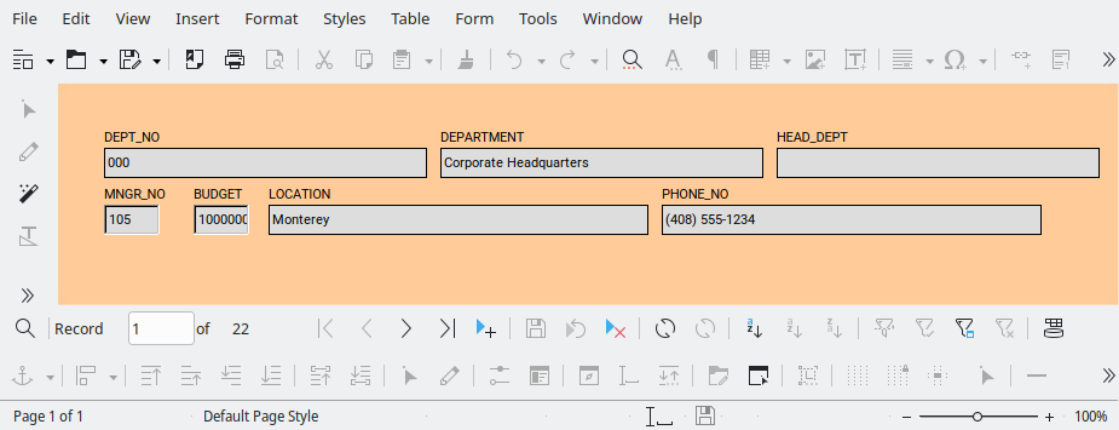 File Edit View Insert Format Styles Table Form Tools Window Help
DEPT_NO DEPARTMENT HEAD_DEPT
000 Corporate Headquarters
MNGR_NO BUDGET LOCATION PHONE_NO
105 1000000 Monterey (408) 555-1234
Record 1 of 22
Page 1 of 1 Default Page Style 100%